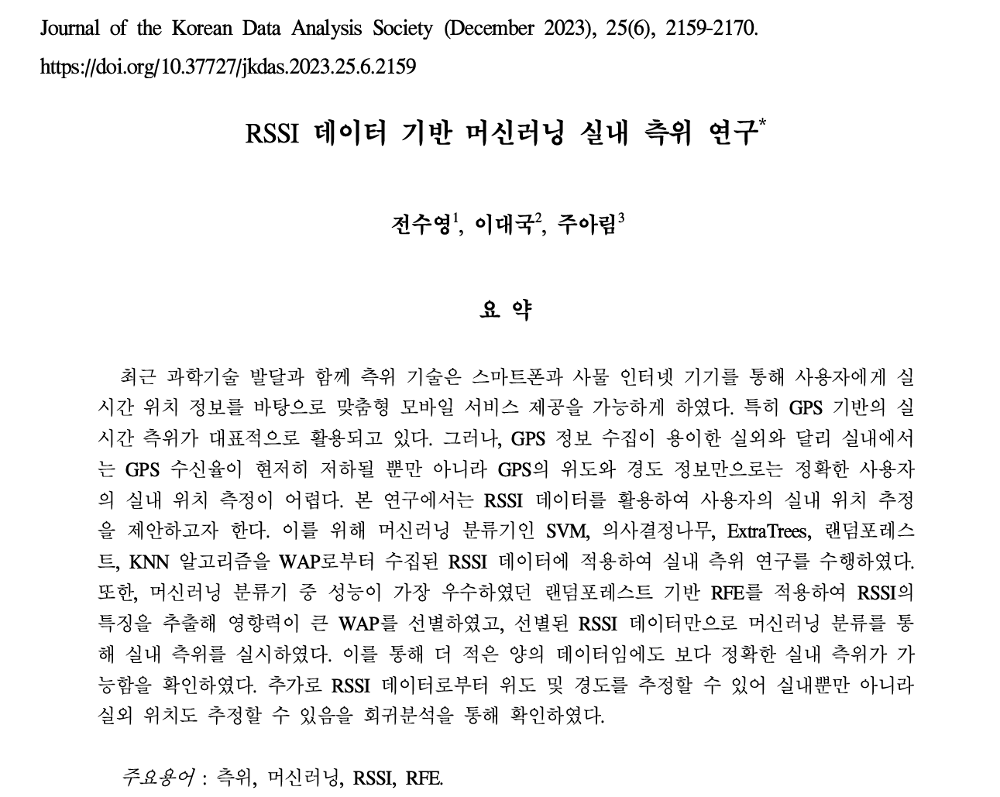 Journal of the Korean Data Analysis Society (December 2023), 25(6), 2159-2170.
https://doi.org/10.37727/jkdas.2023.25.6.2159
RSSI 데이터 기반 머신러닝 실내 측위 연구*
전수영1, 이대국2, 주아림3
요 약
최근 과학기술 발달과 함께 측위 기술은 스마트폰과 사물 인터넷 기기를 통해 사용자에게 실
시간 위치 정보를 바탕으로 맞춤형 모바일 서비스 제공을 가능하게 하였다. 특히 GPS 기반의 실
시간 측위가 대표적으로 활용되고 있다. 그러나, GPS 정보 수집이 용이한 실외와 달리 실내에서
는 GPS 수신율이 현저히 저하될 뿐만 아니라 GPS의 위도와 경도 정보만으로는 정확한 사용자
의 실내 위치 측정이 어렵다. 본 연구에서는 RSSI 데이터를 활용하여 사용자의 실내 위치 추정
을 제안하고자 한다. 이를 위해 머신러닝 분류기인 SVM, 의사결정나무, ExtraTrees, 랜덤포레스
트, KNN 알고리즘을 WAP로부터 수집된 RSSI 데이터에 적용하여 실내 측위 연구를 수행하였다.
또한, 머신러닝 분류기 중 성능이 가장 우수하였던 랜덤포레스트 기반 RFE를 적용하여 RSSI의
특징을 추출해 영향력이 큰 WAP를 선별하였고, 선별된 RSSI 데이터만으로 머신러닝 분류를 통
해 실내 측위를 실시하였다. 이를 통해 더 적은 양의 데이터임에도 보다 정확한 실내 측위가 가
능함을 확인하였다. 추가로 RSSI 데이터로부터 위도 및 경도를 추정할 수 있어 실내뿐만 아니라
실외 위치도 추정할 수 있음을 회귀분석을 통해 확인하였다.
주요용어 : 측위, 머신러닝, RSSI, RFE.